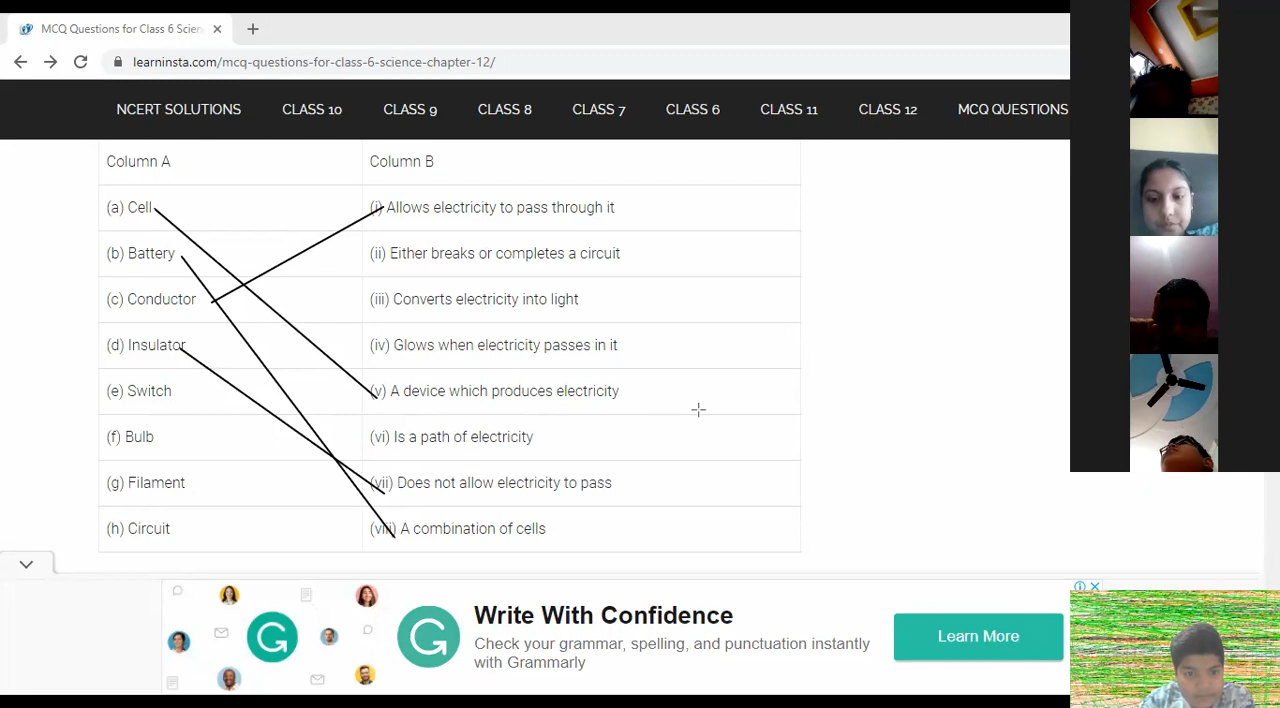 MCQ Questions for Class 6 Scien
learninsta.com/mcq-questions-for-class-6-science-chapter-12/
NCERT SOLUTIONS CLASS 10 CLASS 9 CLASS 8 CLASS 7 CLASS 6 CLASS 11 CLASS 12 MCQ QUESTIONS
Column A Column B
(a) Cell (i) Allows electricity to pass through it
(b) Battery (ii) Either breaks or completes a circuit
(c) Conductor (iii) Converts electricity into light
(d) Insulator (iv) Glows when electricity passes in it
(e) Switch (v) A device which produces electricity
(f) Bulb (vi) Is a path of electricity
(g) Filament (vii) Does not allow electricity to pass
(h) Circuit (viii) A combination of cells
Write With Confidence
Check your grammar, spelling, and punctuation instantly
with Grammarly
Learn More